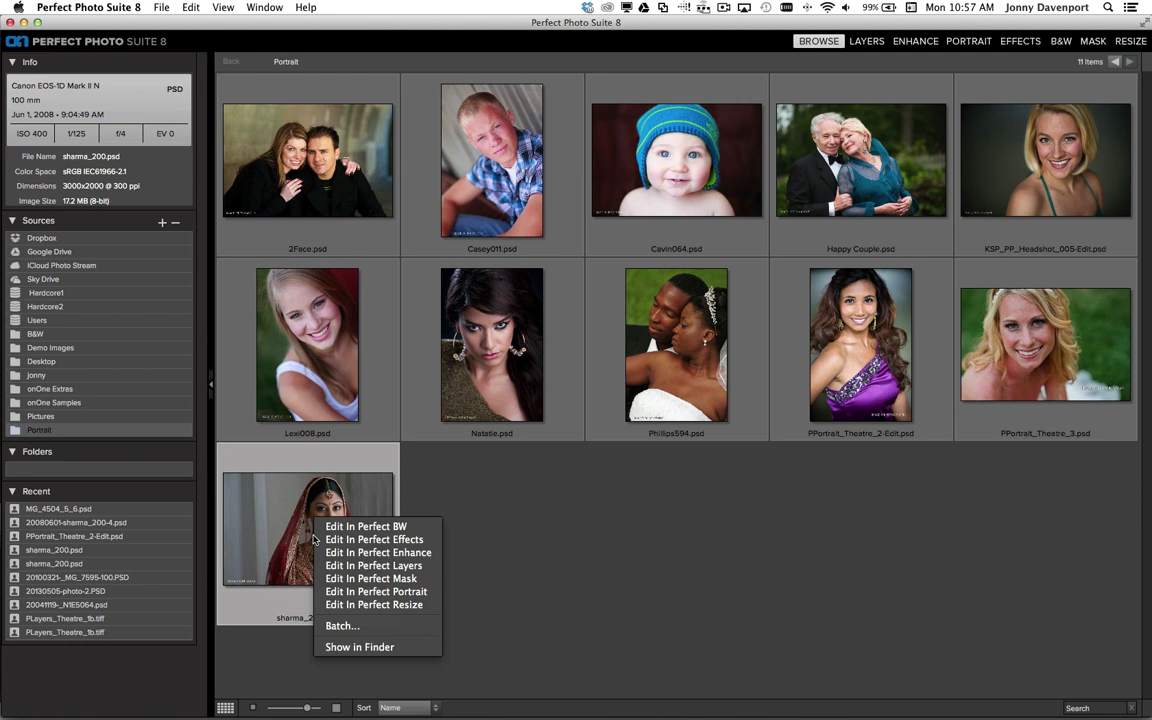 Perfect Photo Suite 8 File Edit View Window Help 99% Mon 10:57 AM Jonny Davenport
Perfect Photo Suite 8
on PERFECT PHOTO SUITE 8 BROWSE LAYERS ENHANCE PORTRAIT EFFECTS B&W MASK RESIZE
Info
Canon EOS-1D Mark II N PSD
100 mm
Jun 1, 2008 • 9:04:49 AM
ISO 400 1/125 f/4 EV 0
File Name sharma_200.psd
Color Space sRGB IEC61966-2.1
Dimensions 3000x2000 @ 300 ppi
Image Size 17.2 MB (8-bit)
Sources + −
Dropbox
Google Drive
iCloud Photo Stream
Sky Drive
Hardcore1
Hardcore2
Users
B&W
Demo Images
Desktop
jonny
onOne Extras
onOne Samples
Pictures
Portrait
Folders
Recent
MG_4504_5_6.psd
20080601-sharma_200-4.psd
PPortrait_Theatre_2-Edit.psd
sharma_200.psd
sharma_200.psd
20100321-_MG_7595-100.PSD
20130505-photo-2.PSD
20041119-_N1E5064.psd
PLayers_Theatre_1b.tiff
PLayers_Theatre_1b.tiff
Back Portrait 11 Items
2Face.psd Casey011.psd Cavin064.psd Happy Couple.psd KSP_PP_Headshot_005-Edit.psd
Lexi008.psd Natatie.psd Phillips594.psd PPortrait_Theatre_2-Edit.psd PPortrait_Theatre_3.psd
sharma_2
Edit In Perfect BW
Edit In Perfect Effects
Edit In Perfect Enhance
Edit In Perfect Layers
Edit In Perfect Mask
Edit In Perfect Portrait
Edit In Perfect Resize
Batch...
Show in Finder
Sort Name Search